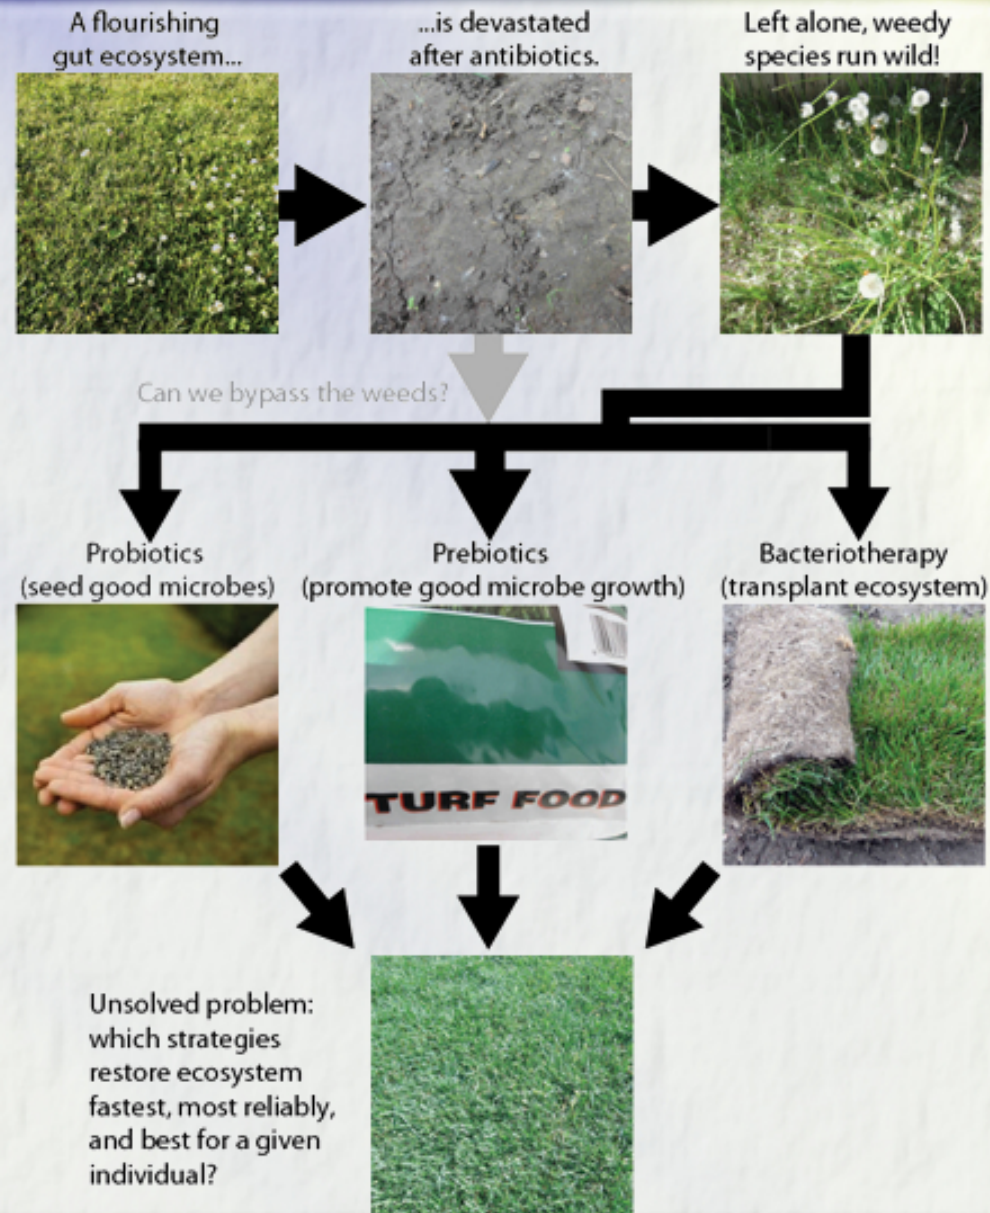 A flourishing
gut ecosystem...
...is devastated
after antibiotics.
Left alone, weedy
species run wild!
Can we bypass the weeds?
Probiotics
(seed good microbes)
Prebiotics
(promote good microbe growth)
Bacteriotherapy
(transplant ecosystem)
TURF FOOD
Unsolved problem:
which strategies
restore ecosystem
fastest, most reliably,
and best for a given
individual?